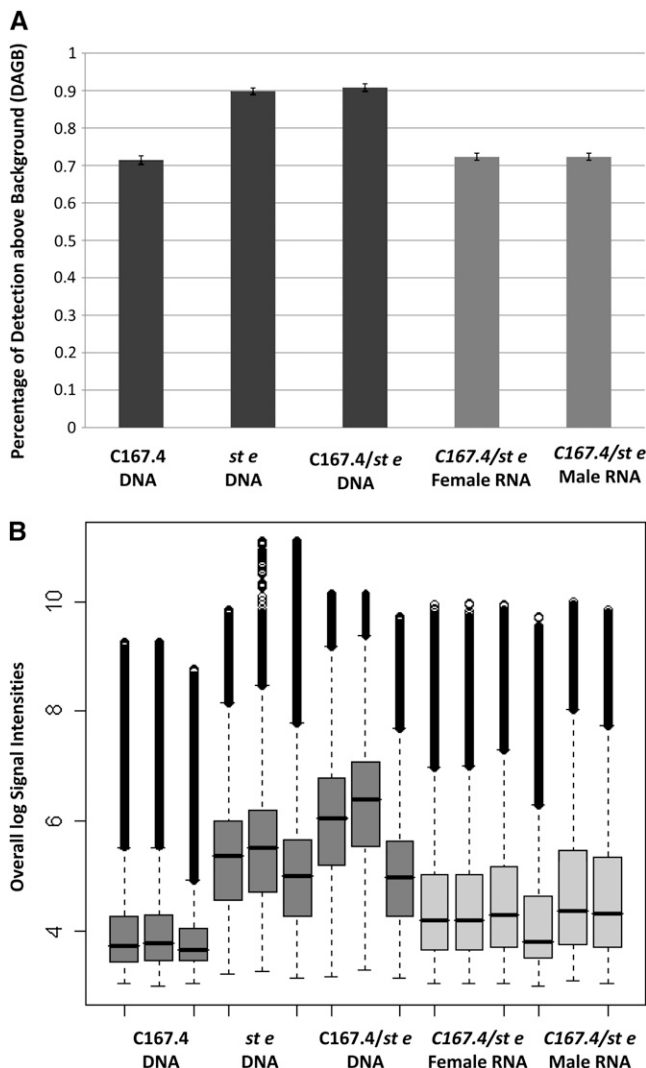 A
Percentage of Detection above Background (DAGB)
1
0.9
0.8
0.7
0.6
0.5
0.4
0.3
0.2
0.1
0
C167.4
DNA
st e
DNA
C167.4/st e
DNA
C167.4/st e
Female RNA
C167.4/st e
Male RNA
B
Overall log Signal Intensities
10
8
6
4
C167.4
DNA
st e
DNA
C167.4/st e
DNA
C167.4/st e
Female RNA
C167.4/st e
Male RNA